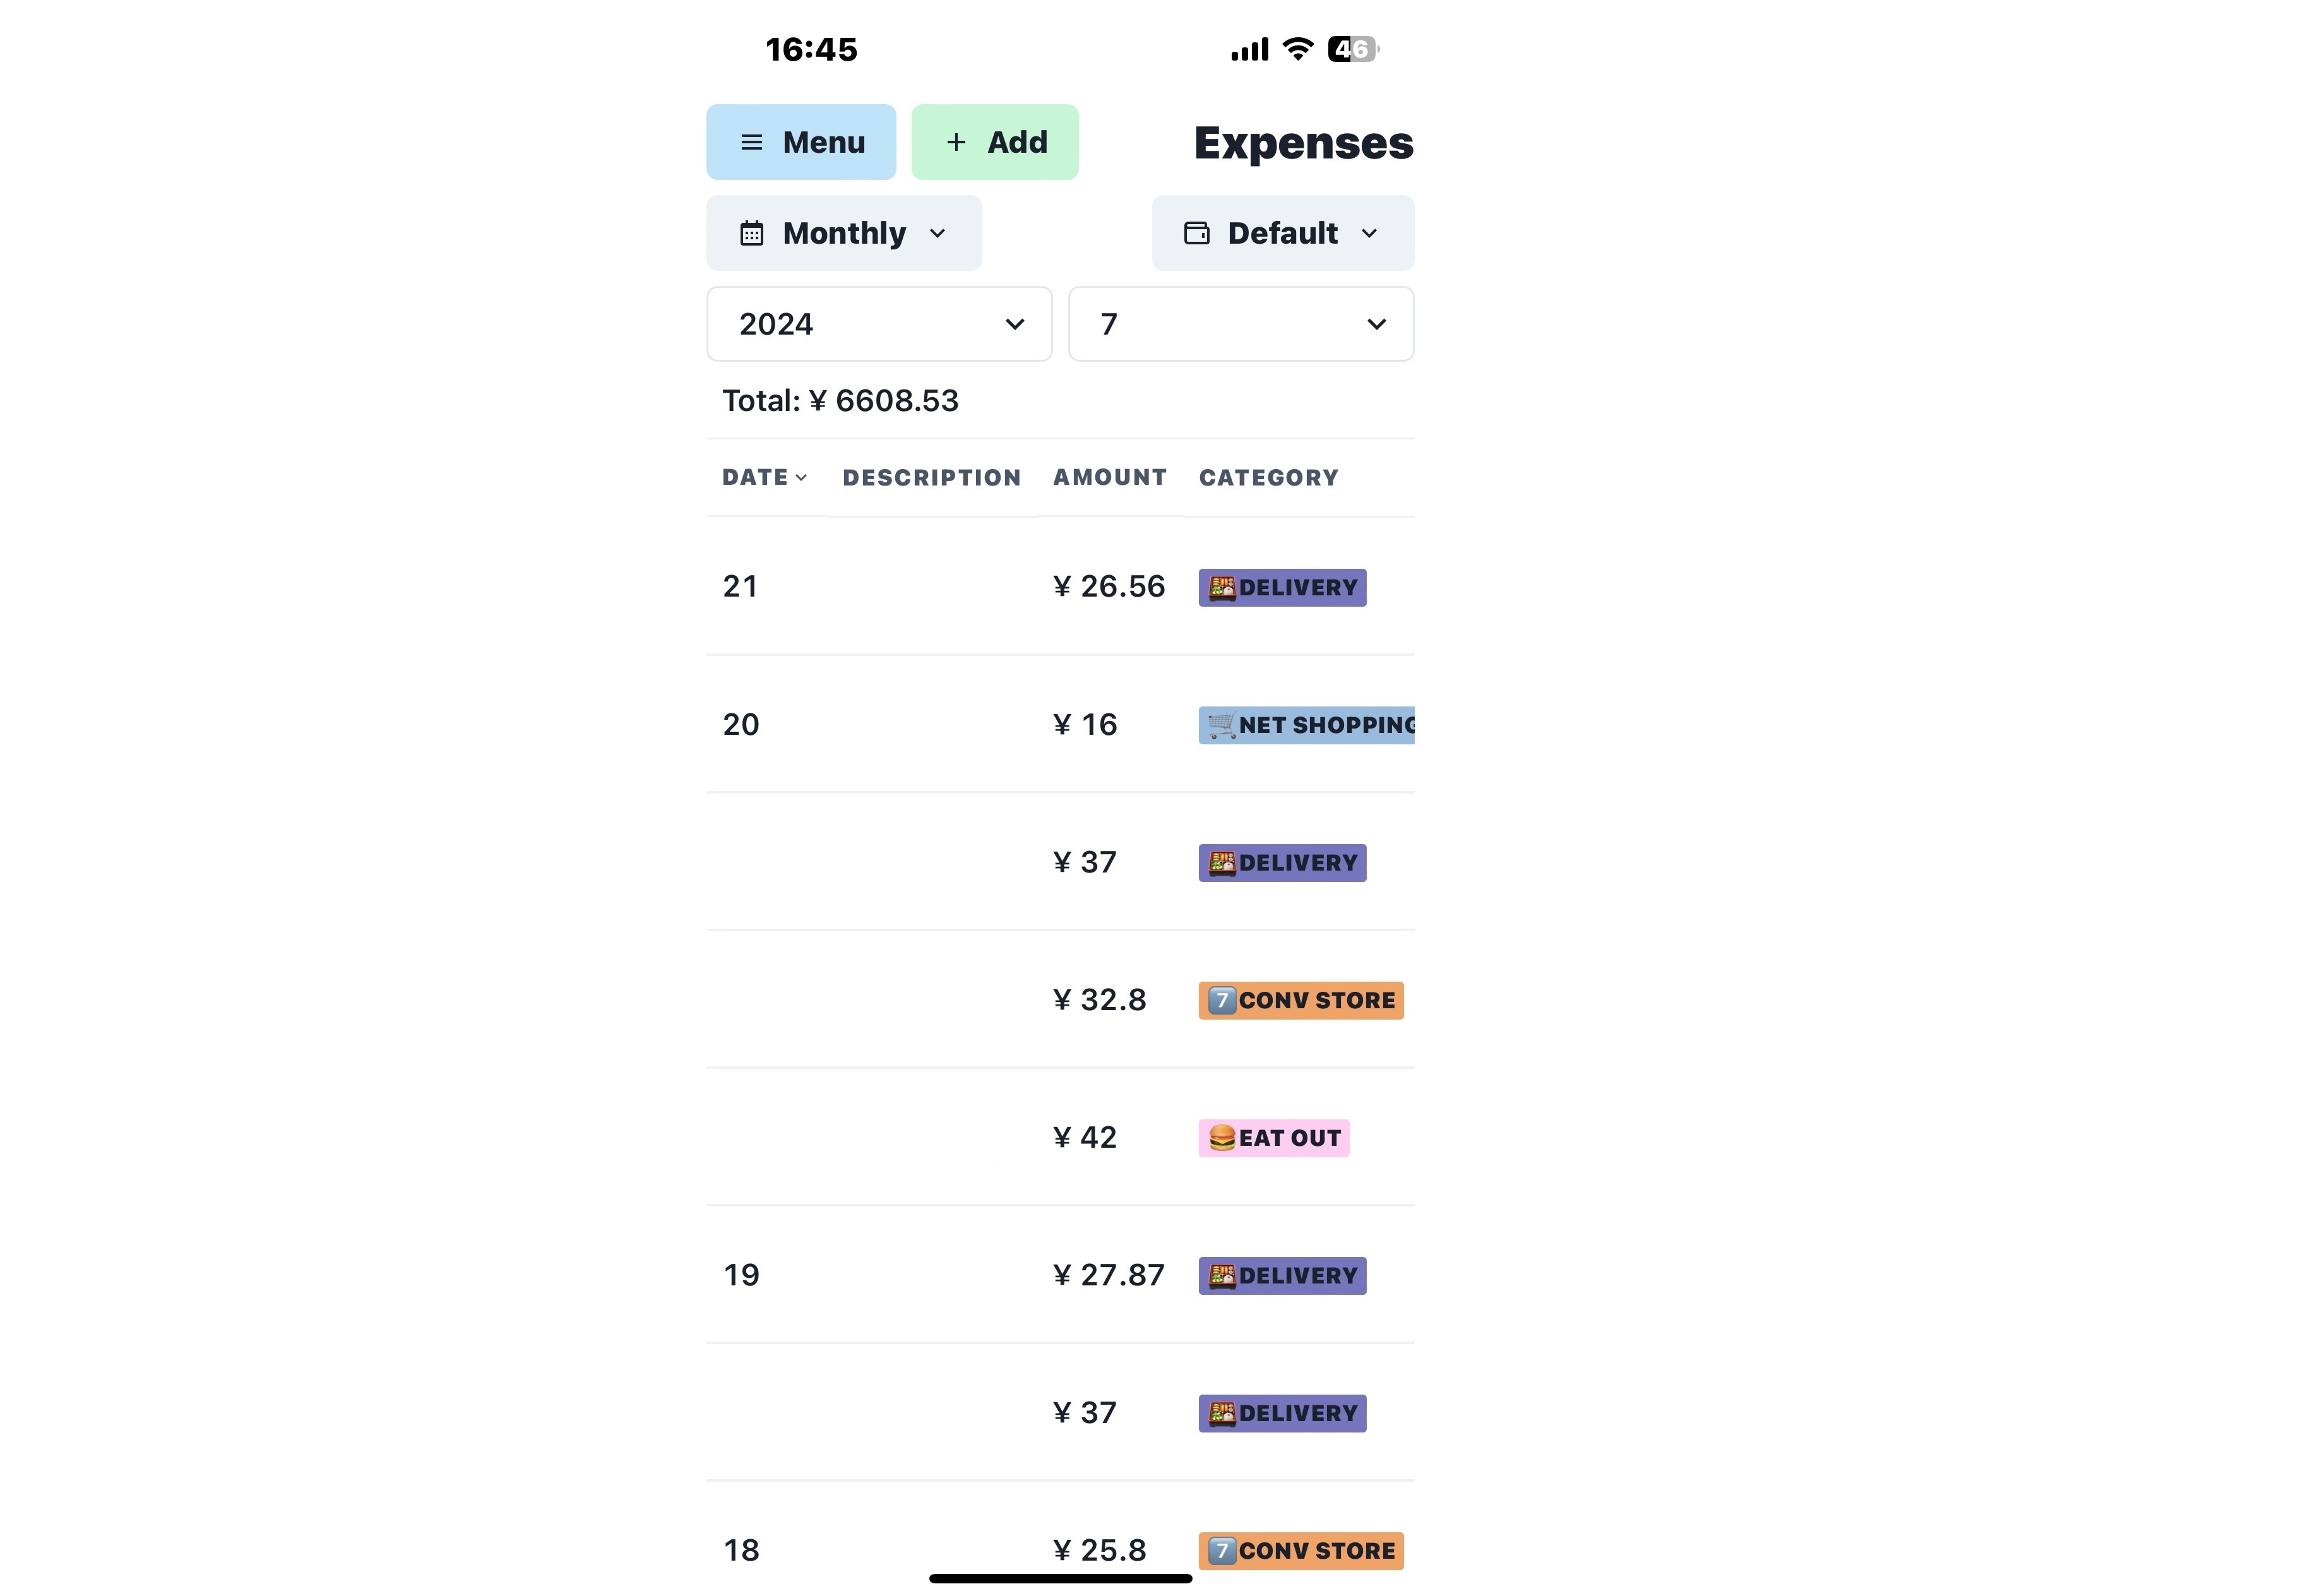 16:45 46
Menu + Add Expenses
Monthly Default
2024 7
Total: ¥ 6608.53
DATE DESCRIPTION AMOUNT CATEGORY
21 ¥ 26.56 🍱DELIVERY
20 ¥ 16 🛒NET SHOPPING
¥ 37 🍱DELIVERY
¥ 32.8 7️⃣CONV STORE
¥ 42 🍔EAT OUT
19 ¥ 27.87 🍱DELIVERY
¥ 37 🍱DELIVERY
18 ¥ 25.8 7️⃣CONV STORE